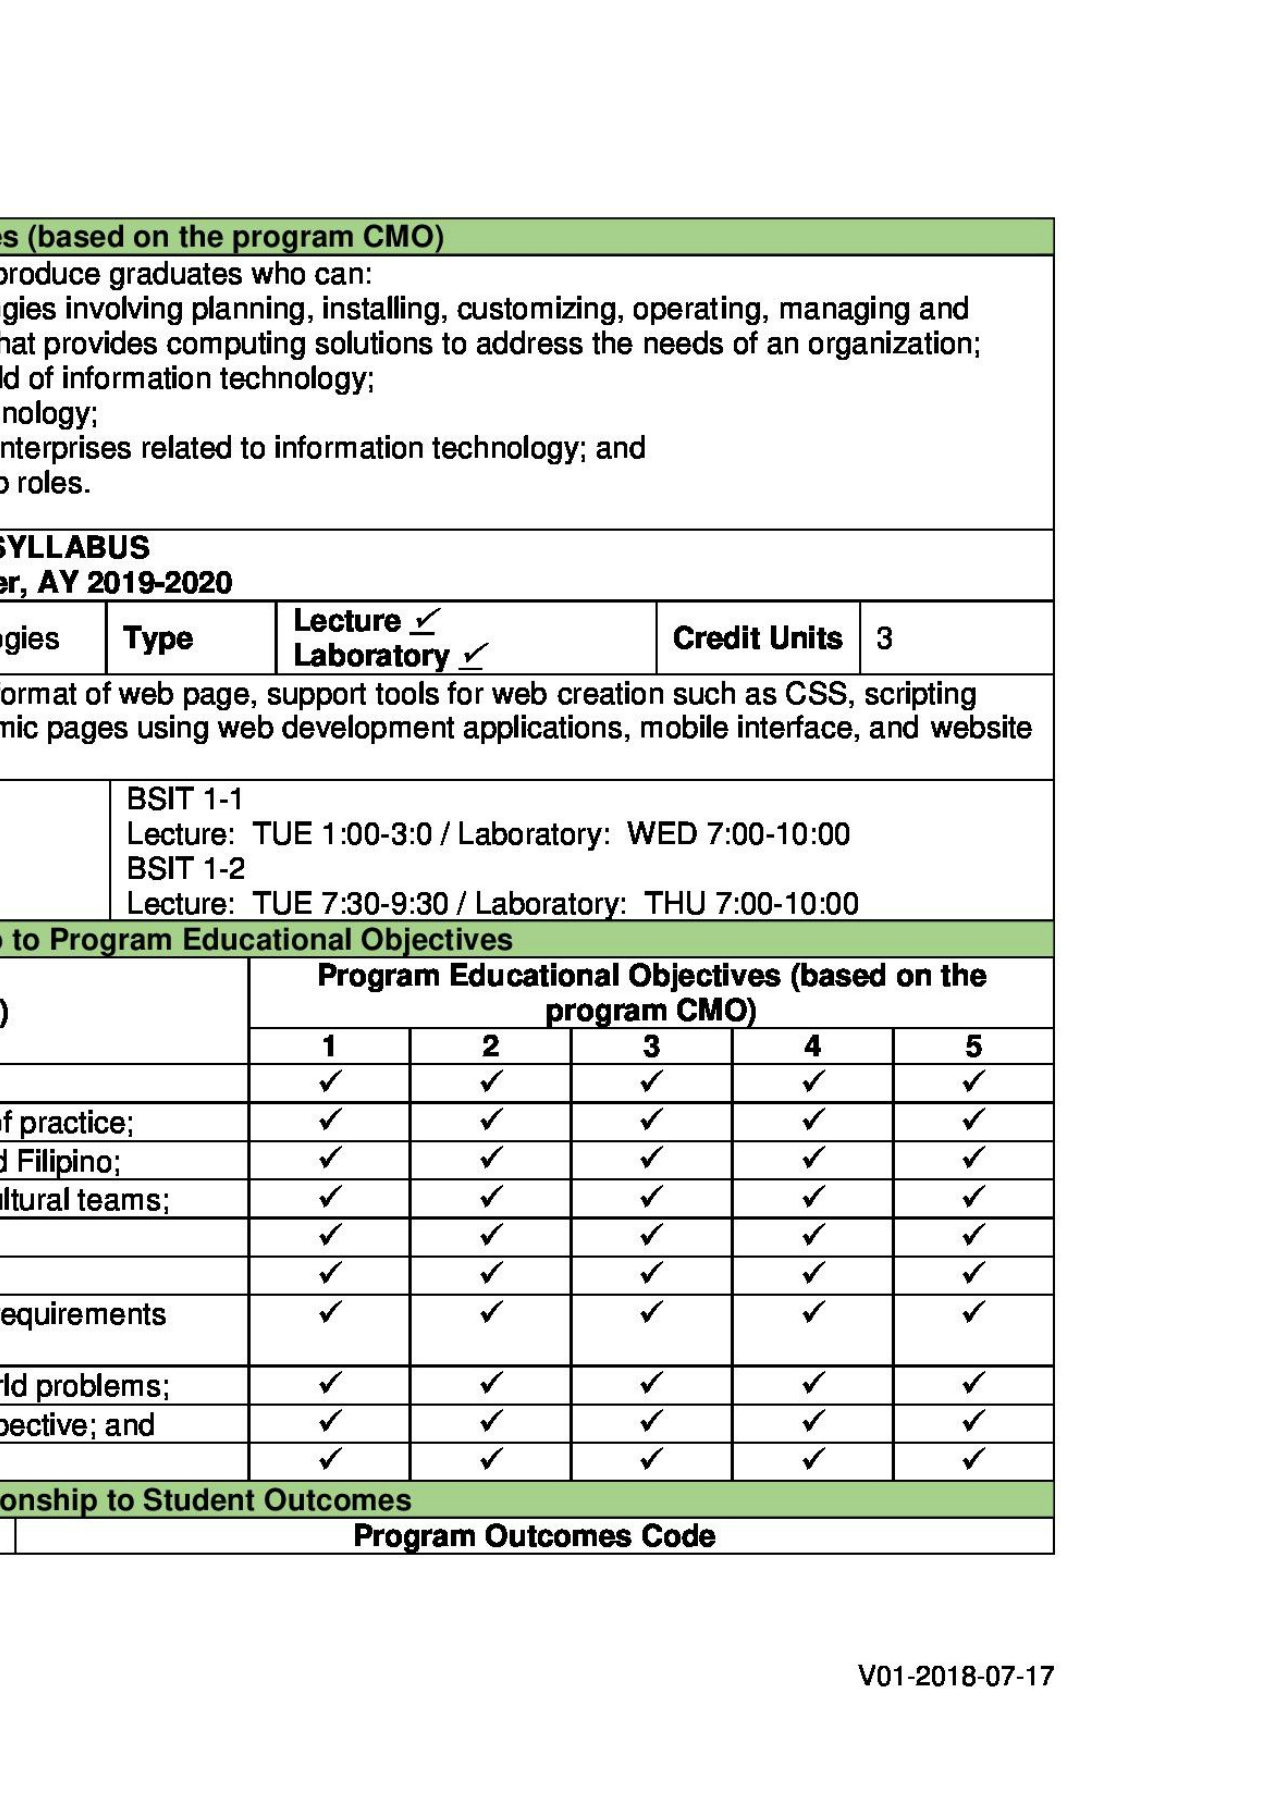 es (based on the program CMO)
produce graduates who can:
gies involving planning, installing, customizing, operating, managing and
hat provides computing solutions to address the needs of an organization;
ld of information technology;
nology;
nterprises related to information technology; and
o roles.
SYLLABUS
er, AY 2019-2020
ogies Type Lecture ✓ Credit Units 3
Laboratory ✓
format of web page, support tools for web creation such as CSS, scripting
mic pages using web development applications, mobile interface, and website
BSIT 1-1
Lecture: TUE 1:00-3:0 / Laboratory: WED 7:00-10:00
BSIT 1-2
Lecture: TUE 7:30-9:30 / Laboratory: THU 7:00-10:00
p to Program Educational Objectives
Program Educational Objectives (based on the
) program CMO)
1 2 3 4 5
✓ ✓ ✓ ✓ ✓
of practice; ✓ ✓ ✓ ✓ ✓
d Filipino; ✓ ✓ ✓ ✓ ✓
ultural teams; ✓ ✓ ✓ ✓ ✓
✓ ✓ ✓ ✓ ✓
✓ ✓ ✓ ✓ ✓
requirements ✓ ✓ ✓ ✓ ✓
rld problems; ✓ ✓ ✓ ✓ ✓
pective; and ✓ ✓ ✓ ✓ ✓
✓ ✓ ✓ ✓ ✓
onship to Student Outcomes
Program Outcomes Code
V01-2018-07-17